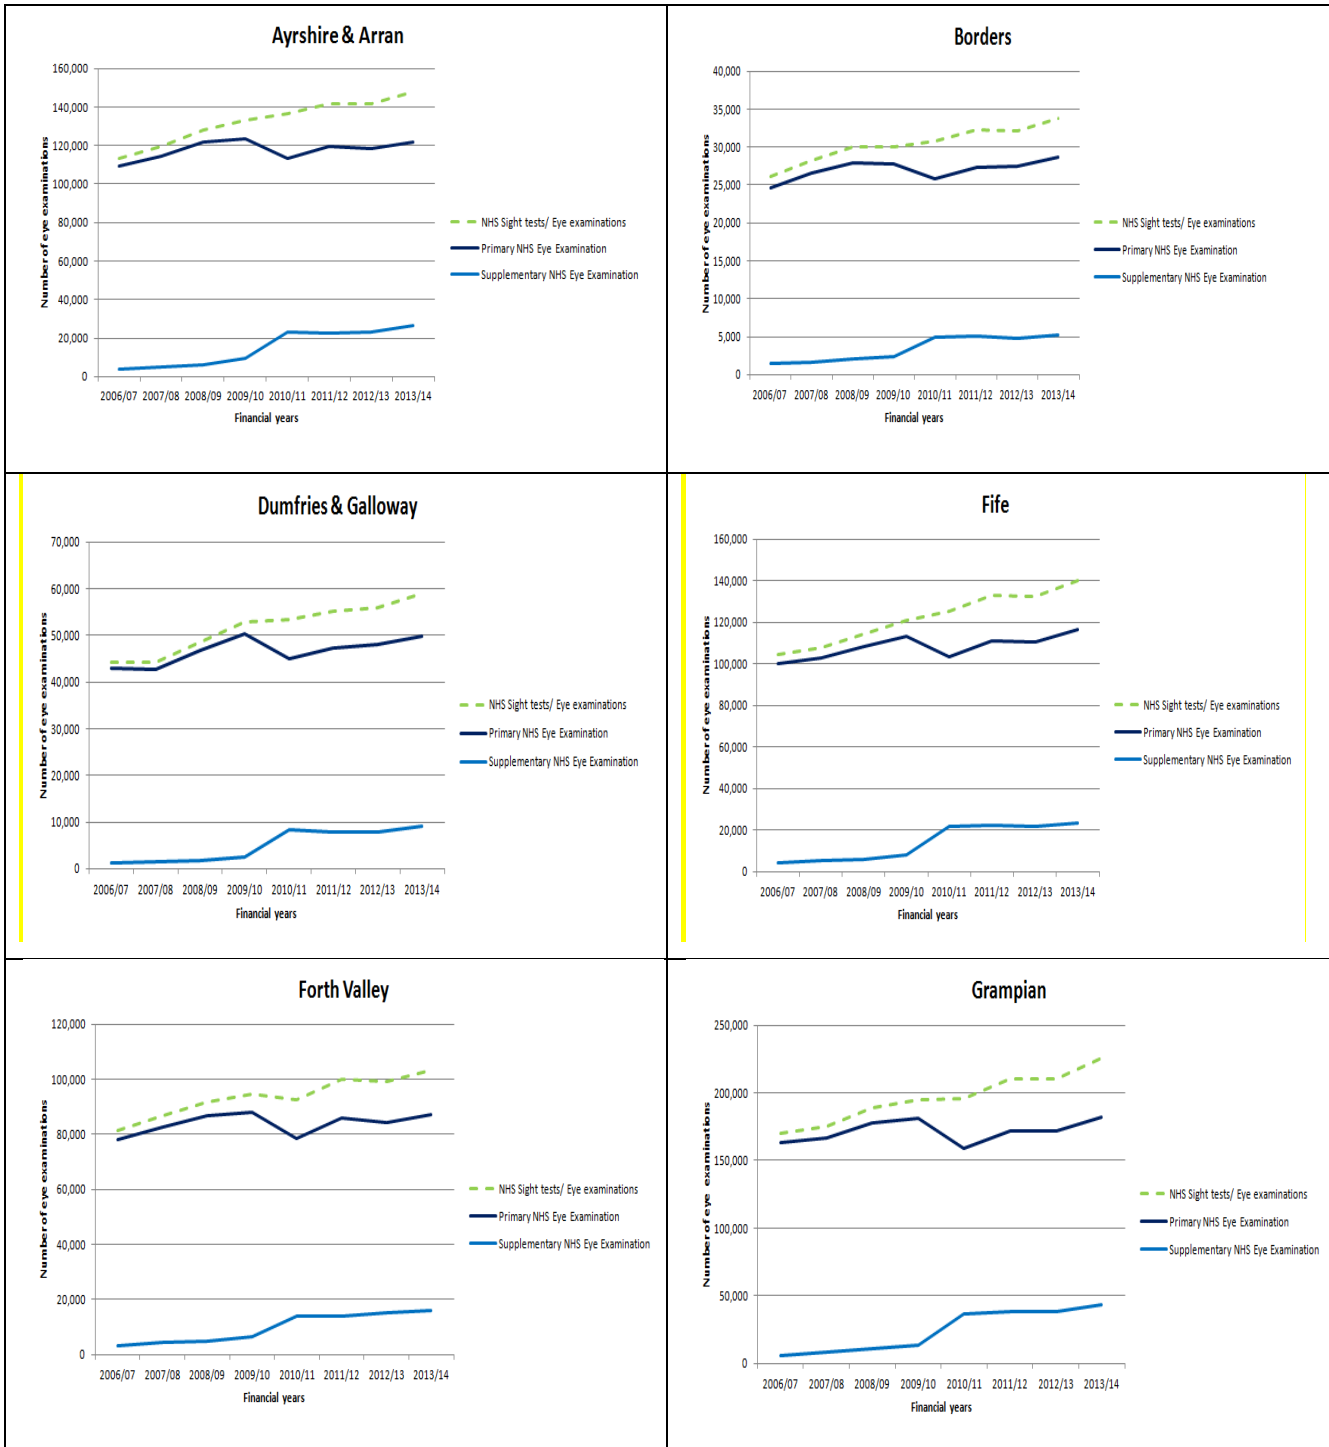 Ayrshire & Arran
160,000
140,000
120,000
100,000
80,000
60,000
40,000
20,000
0
Number of eye examinations
2006/07 2007/08 2008/09 2009/10 2010/11 2011/12 2012/13 2013/14
Financial years
NHS Sight tests/ Eye examinations
Primary NHS Eye Examination
Supplementary NHS Eye Examination
Borders
40,000
35,000
30,000
25,000
20,000
15,000
10,000
5,000
0
Number of eye examinations
2006/07 2007/08 2008/09 2009/10 2010/11 2011/12 2012/13 2013/14
Financial years
NHS Sight tests/ Eye examinations
Primary NHS Eye Examination
Supplementary NHS Eye Examination
Dumfries & Galloway
70,000
60,000
50,000
40,000
30,000
20,000
10,000
0
Number of eye examinations
2006/07 2007/08 2008/09 2009/10 2010/11 2011/12 2012/13 2013/14
Financial years
NHS Sight tests/ Eye examinations
Primary NHS Eye Examination
Supplementary NHS Eye Examination
Fife
160,000
140,000
120,000
100,000
80,000
60,000
40,000
20,000
0
Number of eye examinations
2006/07 2007/08 2008/09 2009/10 2010/11 2011/12 2012/13 2013/14
Financial years
NHS Sight tests/ Eye examinations
Primary NHS Eye Examination
Supplementary NHS Eye Examination
Forth Valley
120,000
100,000
80,000
60,000
40,000
20,000
0
Number of eye examinations
2006/07 2007/08 2008/09 2009/10 2010/11 2011/12 2012/13 2013/14
Financial years
NHS Sight tests/ Eye examinations
Primary NHS Eye Examination
Supplementary NHS Eye Examination
Grampian
250,000
200,000
150,000
100,000
50,000
0
Number of eye examinations
2006/07 2007/08 2008/09 2009/10 2010/11 2011/12 2012/13 2013/14
Financial years
NHS Sight tests/ Eye examinations
Primary NHS Eye Examination
Supplementary NHS Eye Examination